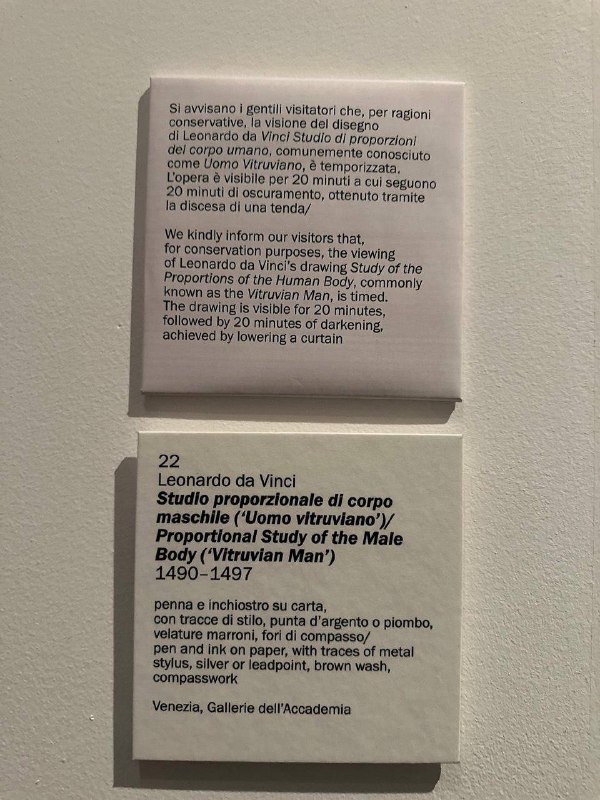 Si avvisano i gentili visitatori che, per ragioni
conservative, la visione del disegno
di Leonardo da Vinci Studio di proporzioni
del corpo umano, comunemente conosciuto
come Uomo Vitruviano, è temporizzata.
L'opera è visibile per 20 minuti a cui seguono
20 minuti di oscuramento, ottenuto tramite
la discesa di una tenda/
We kindly inform our visitors that,
for conservation purposes, the viewing
of Leonardo da Vinci's drawing Study of the
Proportions of the Human Body, commonly
known as the Vitruvian Man, is timed.
The drawing is visible for 20 minutes,
followed by 20 minutes of darkening,
achieved by lowering a curtain
22
Leonardo da Vinci
Studio proporzionale di corpo
maschile ('Uomo vitruviano')/
Proportional Study of the Male
Body ('Vitruvian Man')
1490–1497
penna e inchiostro su carta,
con tracce di stilo, punta d'argento o piombo,
velature marroni, fori di compasso/
pen and ink on paper, with traces of metal
stylus, silver or leadpoint, brown wash,
compasswork
Venezia, Gallerie dell'Accademia